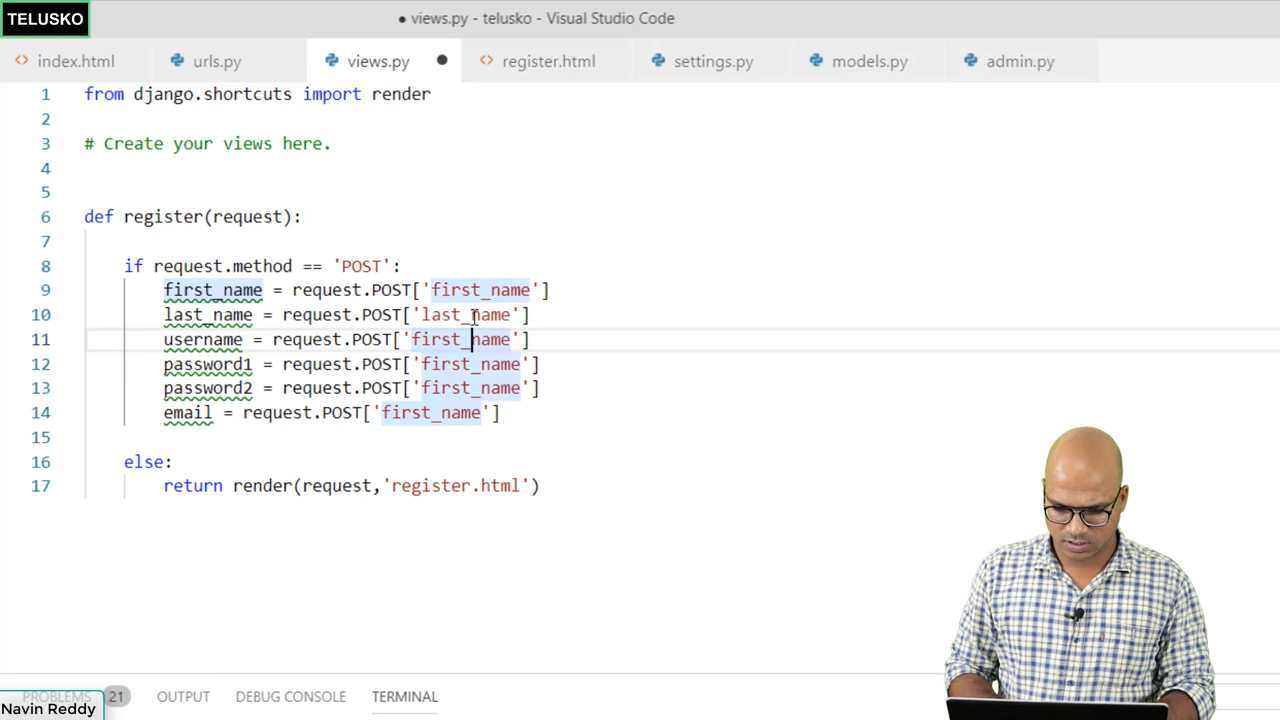 TELUSKO
● views.py - telusko - Visual Studio Code
<> index.html urls.py views.py ● <> register.html settings.py models.py admin.py
1 from django.shortcuts import render
2
3 # Create your views here.
4
5
6 def register(request):
7
8 if request.method == 'POST':
9 first_name = request.POST['first_name']
10 last_name = request.POST['last_name']
11 username = request.POST['first_name']
12 password1 = request.POST['first_name']
13 password2 = request.POST['first_name']
14 email = request.POST['first_name']
15
16 else:
17 return render(request,'register.html')
PROBLEMS 21 OUTPUT DEBUG CONSOLE TERMINAL
Navin Reddy